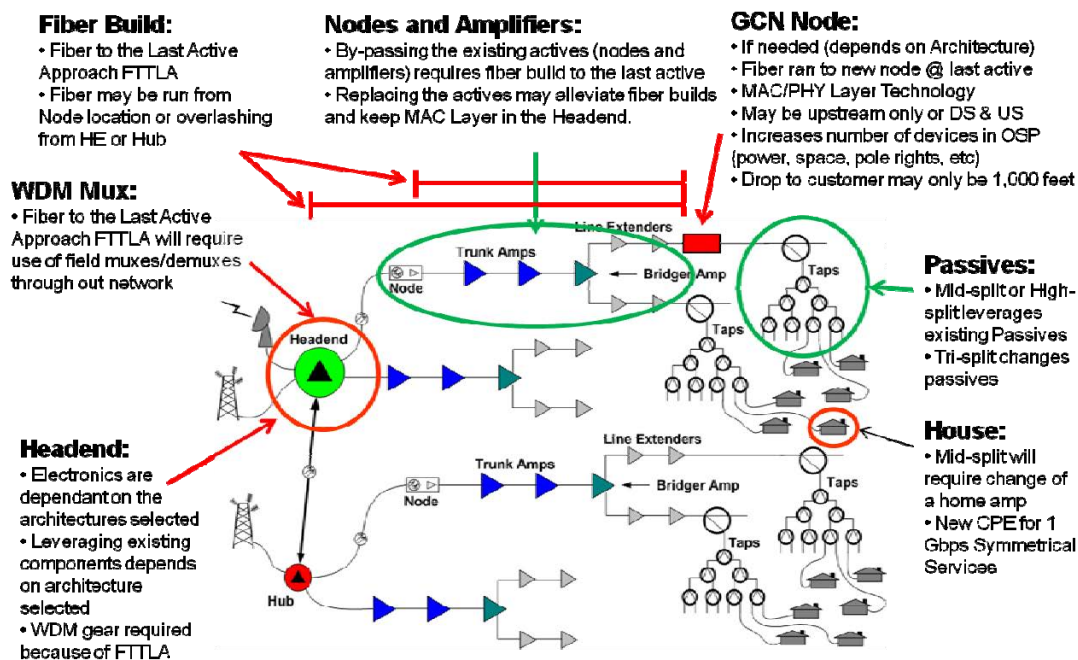 Fiber Build:
• Fiber to the Last Active
Approach FTTLA
• Fiber may be run from
Node location or overlashing
from HE or Hub
Nodes and Amplifiers:
• By-passing the existing actives (nodes and
amplifiers) requires fiber build to the last active
• Replacing the actives may alleviate fiber builds
and keep MAC Layer in the Headend.
GCN Node:
• If needed (depends on Architecture)
• Fiber ran to new node @ last active
• MAC/PHY Layer Technology
• May be upstream only or DS & US
• Increases number of devices in OSP
(power, space, pole rights, etc)
• Drop to customer may only be 1,000 feet
WDM Mux:
• Fiber to the Last Active
Approach FTTLA will require
use of field muxes/demuxes
through out network
Line Extenders
Trunk Amps
Node
Bridger Amp
Taps
Taps
Headend
Passives:
• Mid-split or High-
split leverages
existing Passives
• Tri-split changes
passives
Headend:
• Electronics are
dependant on the
architectures selected
• Leveraging existing
components depends
on architecture
selected
• WDM gear required
because of FTTLA
House:
• Mid-split will
require change of
a home amp
• New CPE for 1
Gbps Symmetrical
Services
Line Extenders
Trunk Amps
Node
Bridger Amp
Taps
Taps
Hub